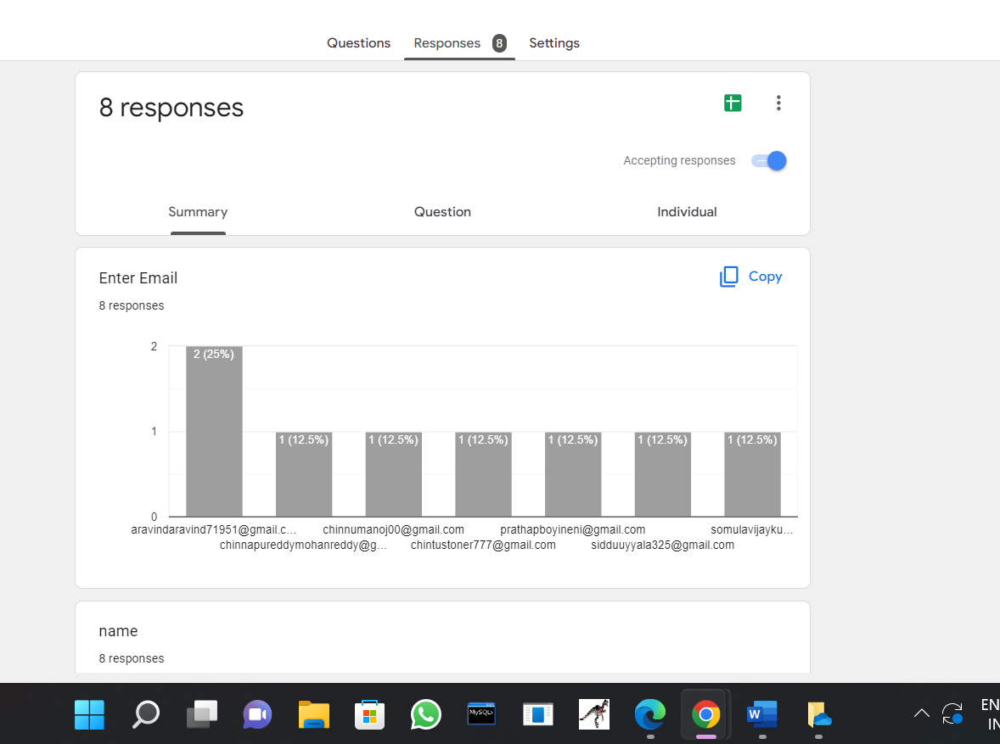 Questions Responses 8 Settings
8 responses
Accepting responses
Summary Question Individual
Enter Email Copy
8 responses
2
2 (25%)
1
1 (12.5%) 1 (12.5%) 1 (12.5%) 1 (12.5%) 1 (12.5%) 1 (12.5%)
0
aravindaravind71951@gmail.c... chinnumanoj00@gmail.com prathapboyineni@gmail.com somulavijayku...
chinnapureddymohanreddy@g... chintustoner777@gmail.com sidduuyyala325@gmail.com
name
8 responses
MySQL
W
EN
IN